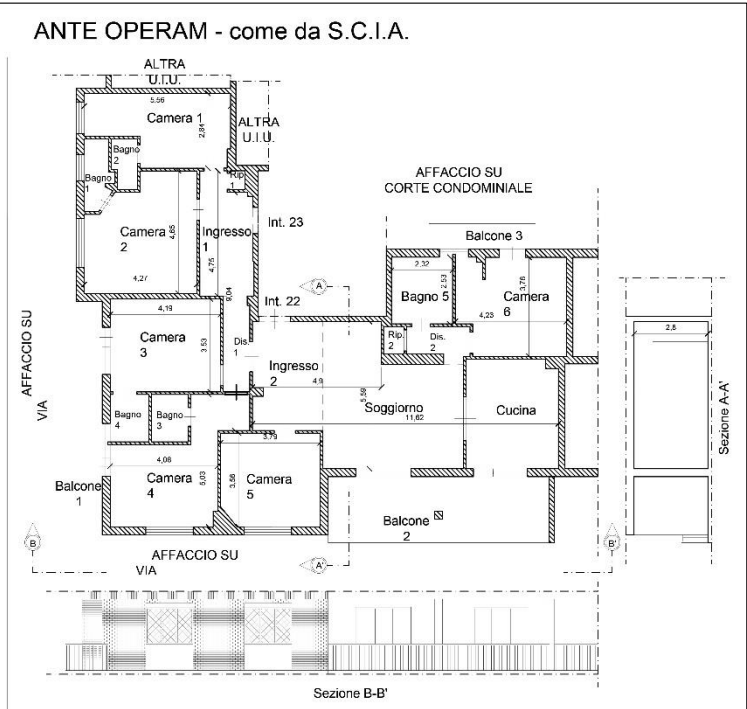 ANTE OPERAM - come da S.C.I.A.
ALTRA
U.I.U.
5,56
Camera 1
2,84
ALTRA
U.I.U.
Bagno
2
Bagno
1
Rip.
1
Camera
2
4,65
4,27
Ingresso
1
4,75
9,04
Int. 23
Int. 22
AFFACCIO SU
CORTE CONDOMINIALE
Balcone 3
2,32
2,53
Bagno 5
3,78
Camera
6
4,23
Rip.
2
Dis.
2
A
4,19
Camera
3
3,53
Dis.
1
Ingresso
2
4,9
5,59
Soggiorno
11,62
Cucina
AFFACCIO SU
VIA
Bagno
4
Bagno
3
4,08
Camera
4
5,03
3,79
3,58
Camera
5
Balcone
1
Balcone
2
2,8
Sezione A-A'
B
AFFACCIO SU
VIA
A'
B'
Sezione B-B'